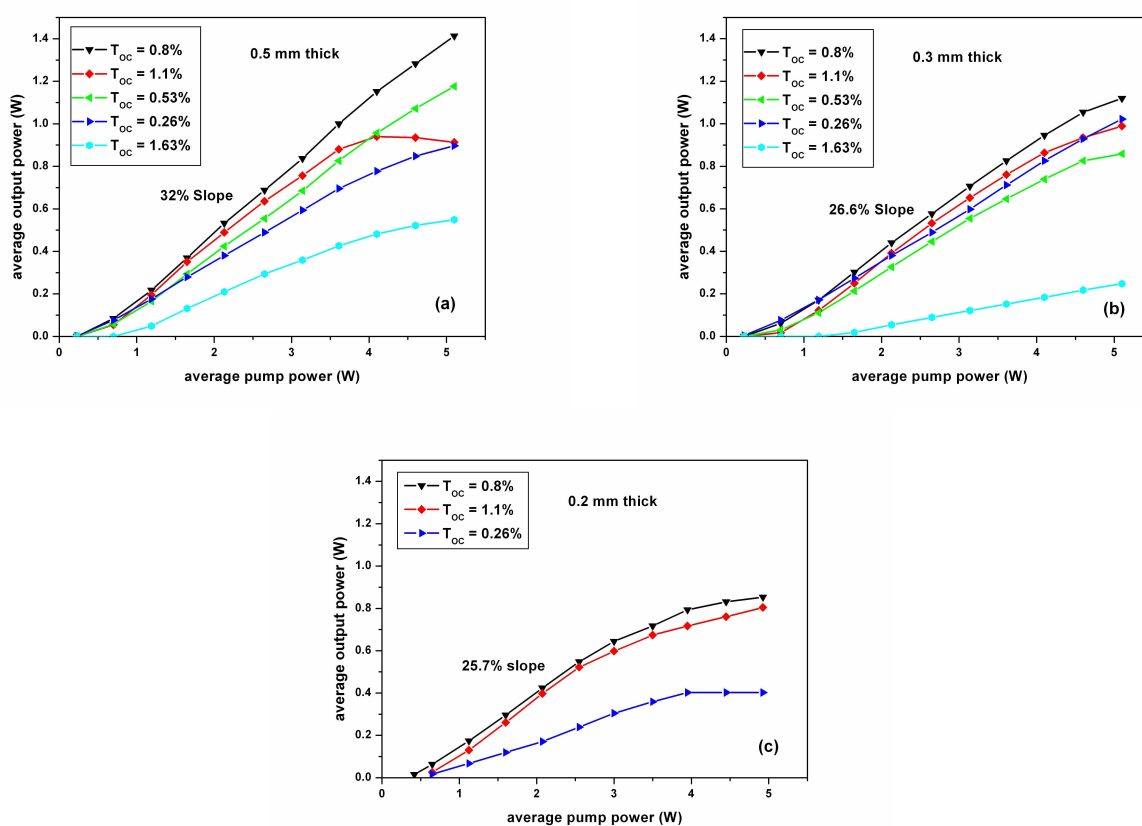 1.4
1.2
1.0
0.8
0.6
0.4
0.2
0.0
average output power (W)
T_OC = 0.8%
T_OC = 1.1%
T_OC = 0.53%
T_OC = 0.26%
T_OC = 1.63%
0.5 mm thick
32% Slope
(a)
0 1 2 3 4 5
average pump power (W)
1.4
1.2
1.0
0.8
0.6
0.4
0.2
0.0
average output power (W)
T_OC = 0.8%
T_OC = 1.1%
T_OC = 0.53%
T_OC = 0.26%
T_OC = 1.63%
0.3 mm thick
26.6% Slope
(b)
0 1 2 3 4 5
average pump power (W)
1.4
1.2
1.0
0.8
0.6
0.4
0.2
0.0
average output power (W)
T_OC = 0.8%
T_OC = 1.1%
T_OC = 0.26%
0.2 mm thick
25.7% slope
(c)
0 1 2 3 4 5
average pump power (W)